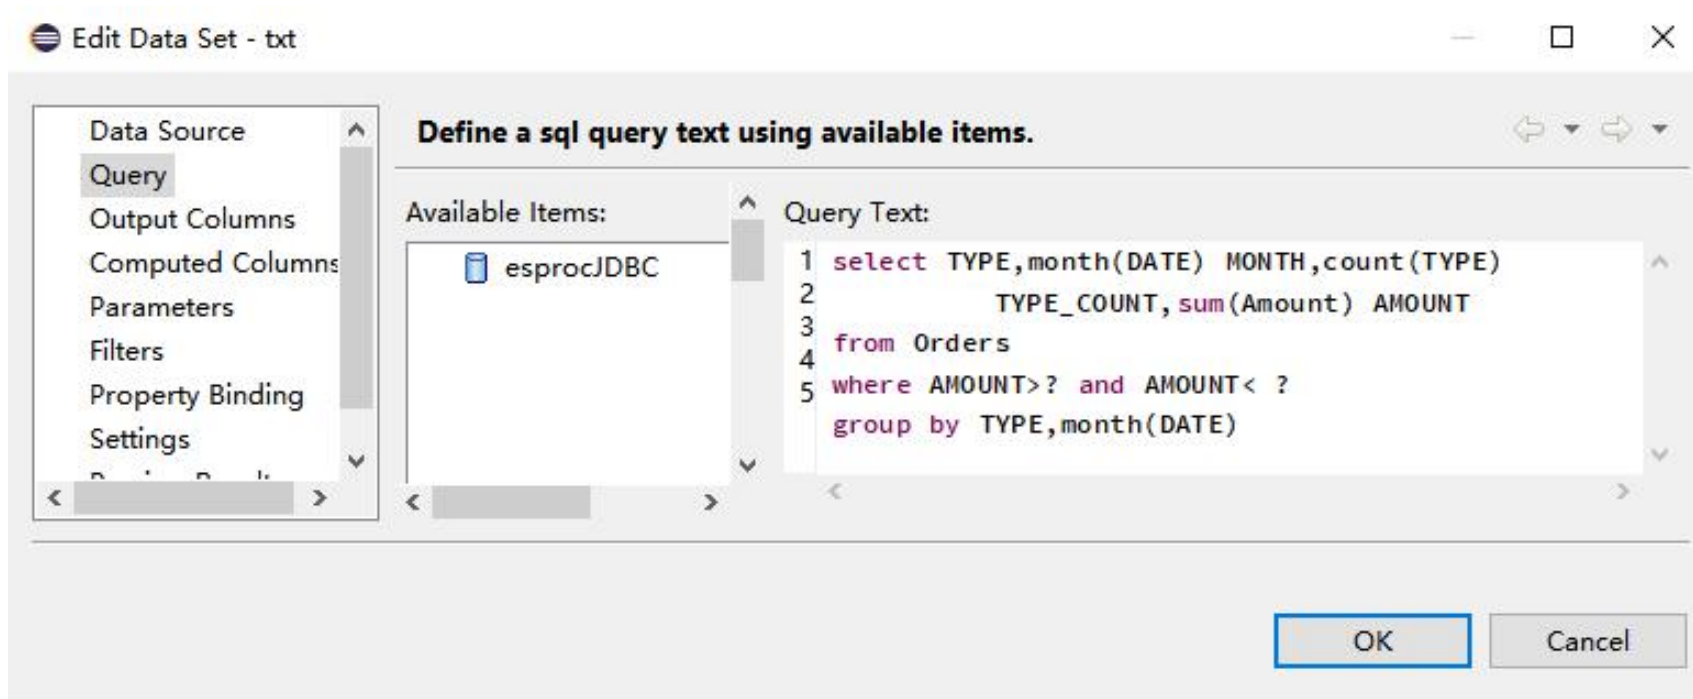 Edit Data Set - txt
Data Source
Query
Output Columns
Computed Columns
Parameters
Filters
Property Binding
Settings
Define a sql query text using available items.
Available Items:
esprocJDBC
Query Text:
1 select TYPE,month(DATE) MONTH,count(TYPE)
2 TYPE_COUNT,sum(Amount) AMOUNT
3 from Orders
4 where AMOUNT>? and AMOUNT< ?
5 group by TYPE,month(DATE)
OK
Cancel